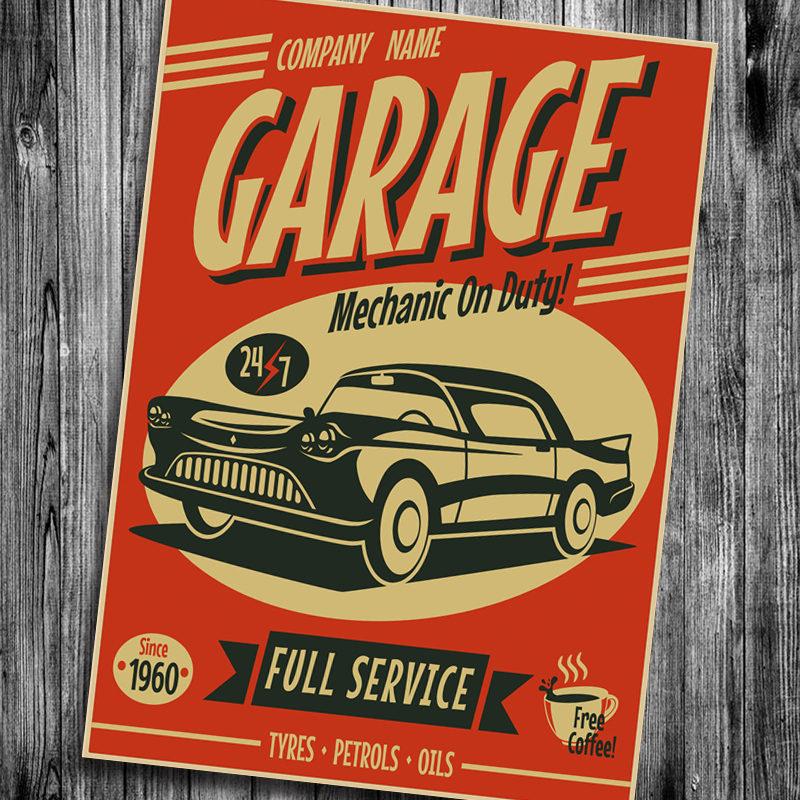 COMPANY NAME
GARAGE
Mechanic On Duty!
24 7
Since
1960
FULL SERVICE
Free
Coffee!
TYRES • PETROLS • OILS